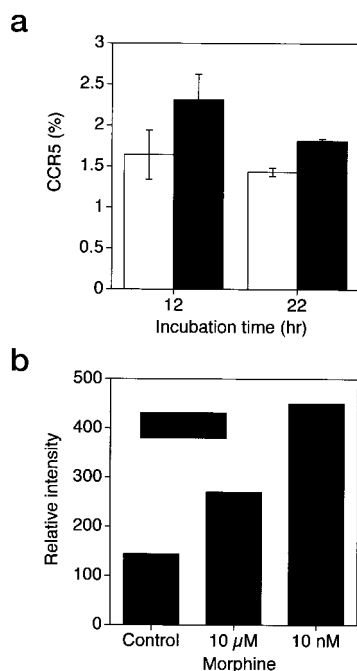 a
3
2.5
2
1.5
1
0.5
0
CCR5 (%)
12
22
Incubation time (hr)
b
500
400
300
200
100
0
Relative intensity
Control
10 μM
10 nM
Morphine